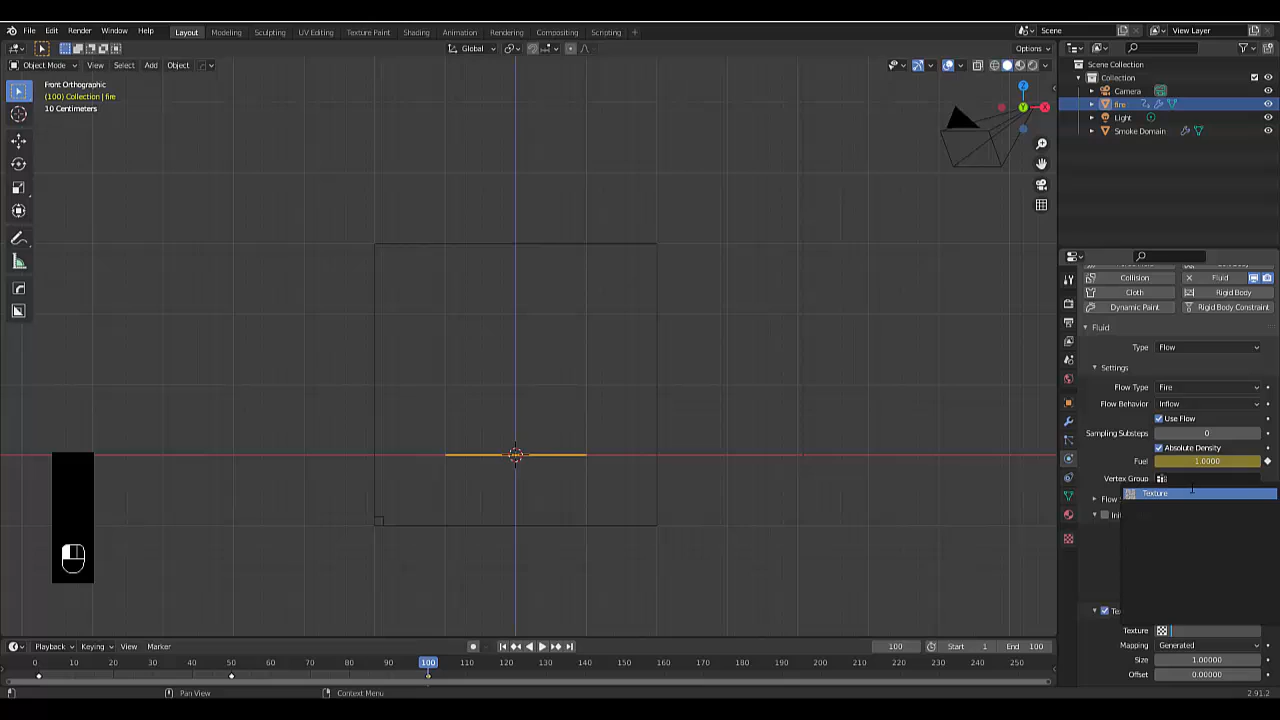 File Edit Render Window Help
Layout Modeling Sculpting UV Editing Texture Paint Shading Animation Rendering Compositing Scripting +
Scene
View Layer
Global
Options
Object Mode View Select Add Object
Front Orthographic
(100) Collection | fire
10 Centimeters
Z
Y
X
Scene Collection
Collection
Camera
fire
Light
Smoke Domain
Collision
Fluid
Cloth
Rigid Body
Dynamic Paint
Rigid Body Constraint
Fluid
Type Flow
Settings
Flow Type Fire
Flow Behavior Inflow
Use Flow
Sampling Substeps 0
Absolute Density
Fuel 1.0000
Vertex Group
Texture
Texture
Mapping Generated
Size 1.00000
Offset 0.00000
Playback Keying View Marker
100
Start 1
End 100
0 10 20 30 40 50 60 70 80 90 100 110 120 130 140 150 160 170 180 190 200 210 220 230 240 250
Pan View
Context Menu
2.91.2